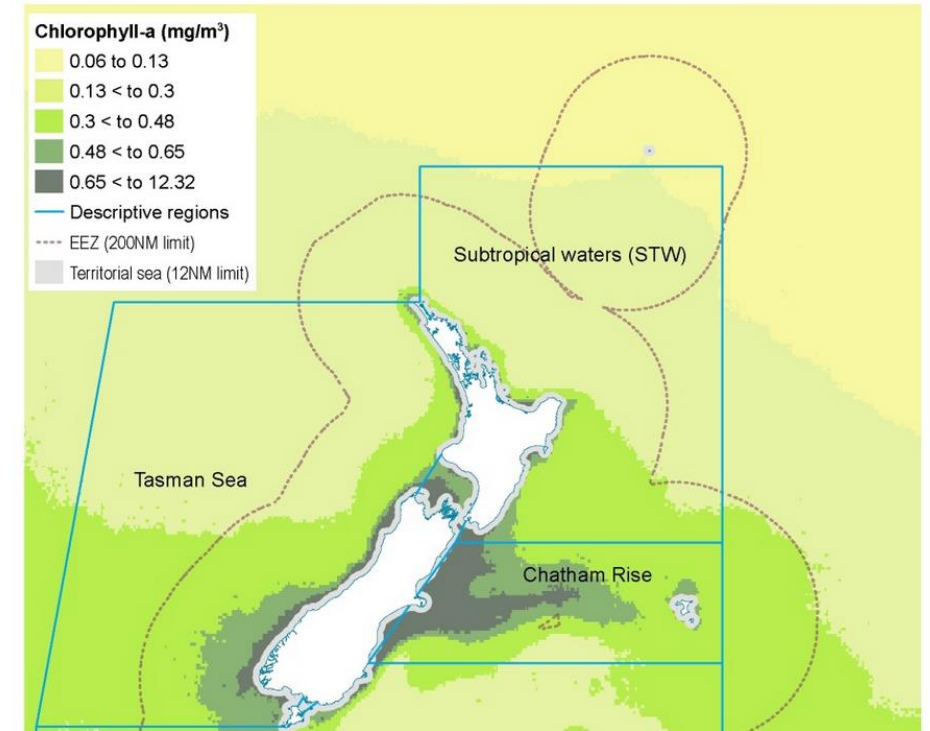 Chlorophyll-a (mg/m³)
0.06 to 0.13
0.13 < to 0.3
0.3 < to 0.48
0.48 < to 0.65
0.65 < to 12.32
Descriptive regions
EEZ (200NM limit)
Territorial sea (12NM limit)
Subtropical waters (STW)
Tasman Sea
Chatham Rise